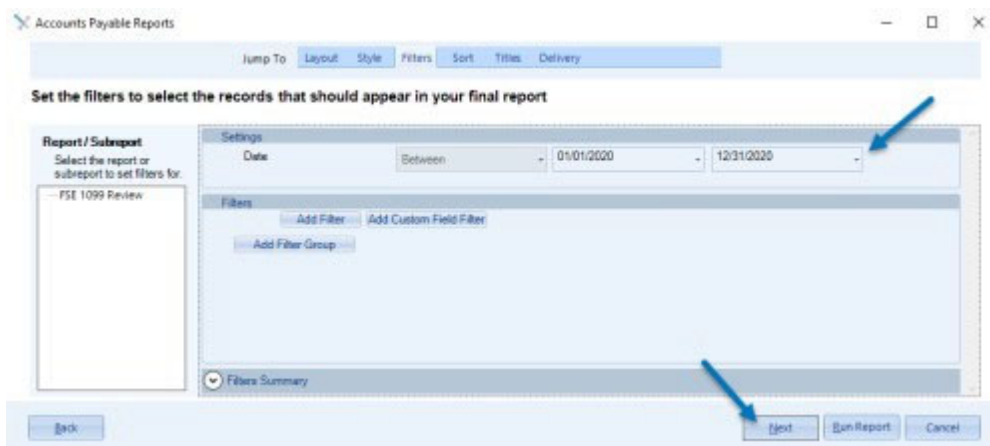 Accounts Payable Reports
Jump To Layout Style Filters Sort Titles Delivery
Set the filters to select the records that should appear in your final report
Report / Subreport
Select the report or
subreport to set filters for.
FSE 1099 Review
Settings
Date Between 01/01/2020 12/31/2020
Filters
Add Filter Add Custom Field Filter
Add Filter Group
Filters Summary
Back Next Run Report Cancel